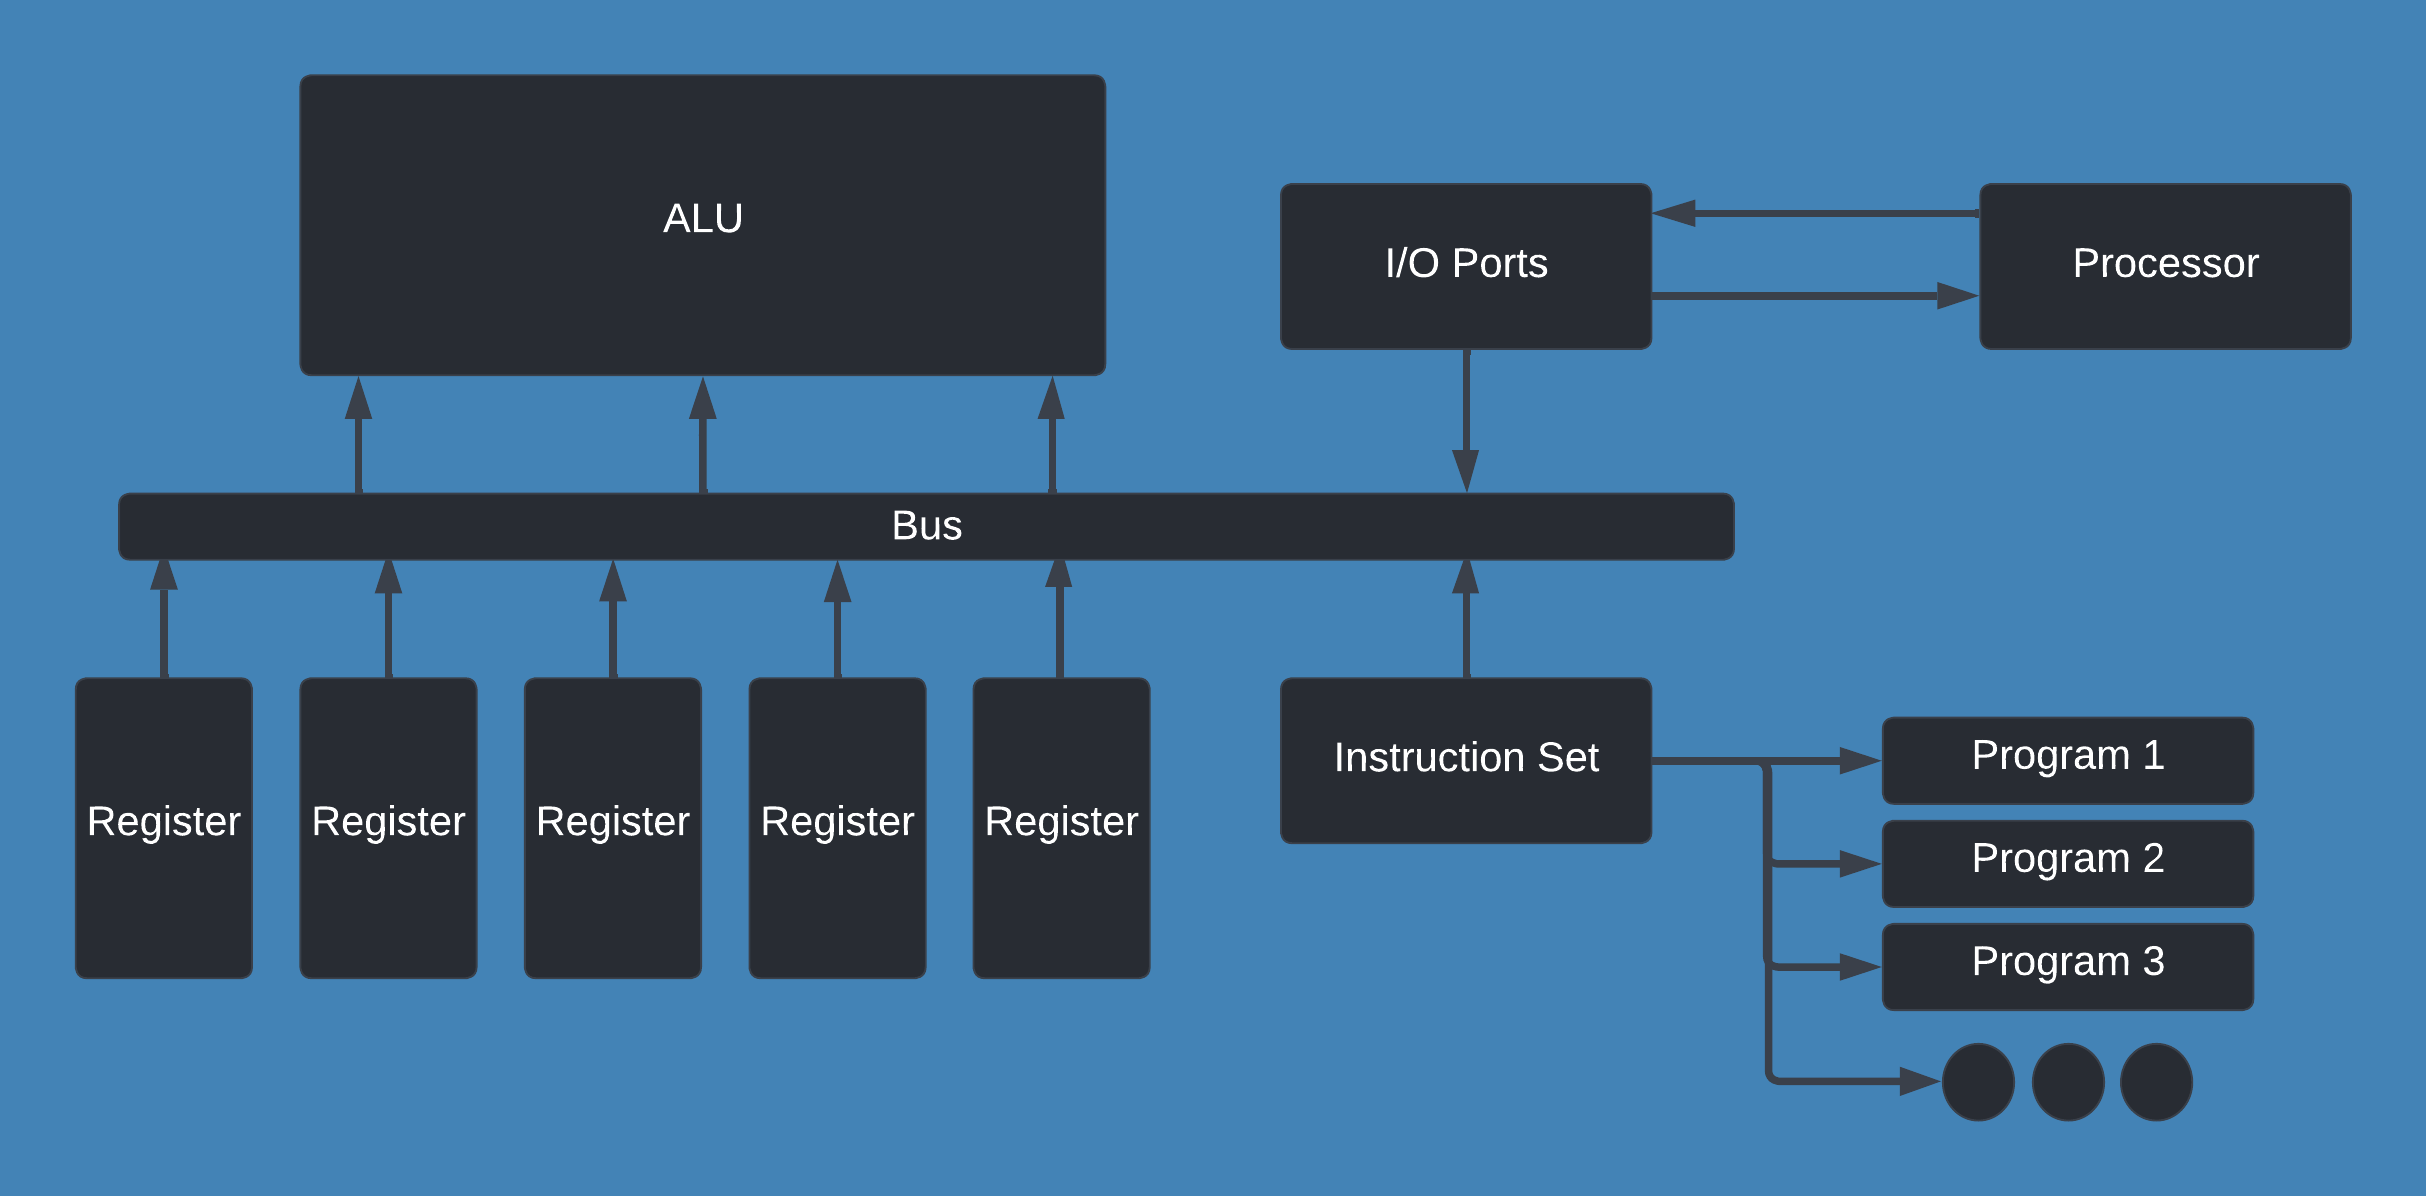 ALU
I/O Ports
Processor
Bus
Register
Register
Register
Register
Register
Instruction Set
Program 1
Program 2
Program 3